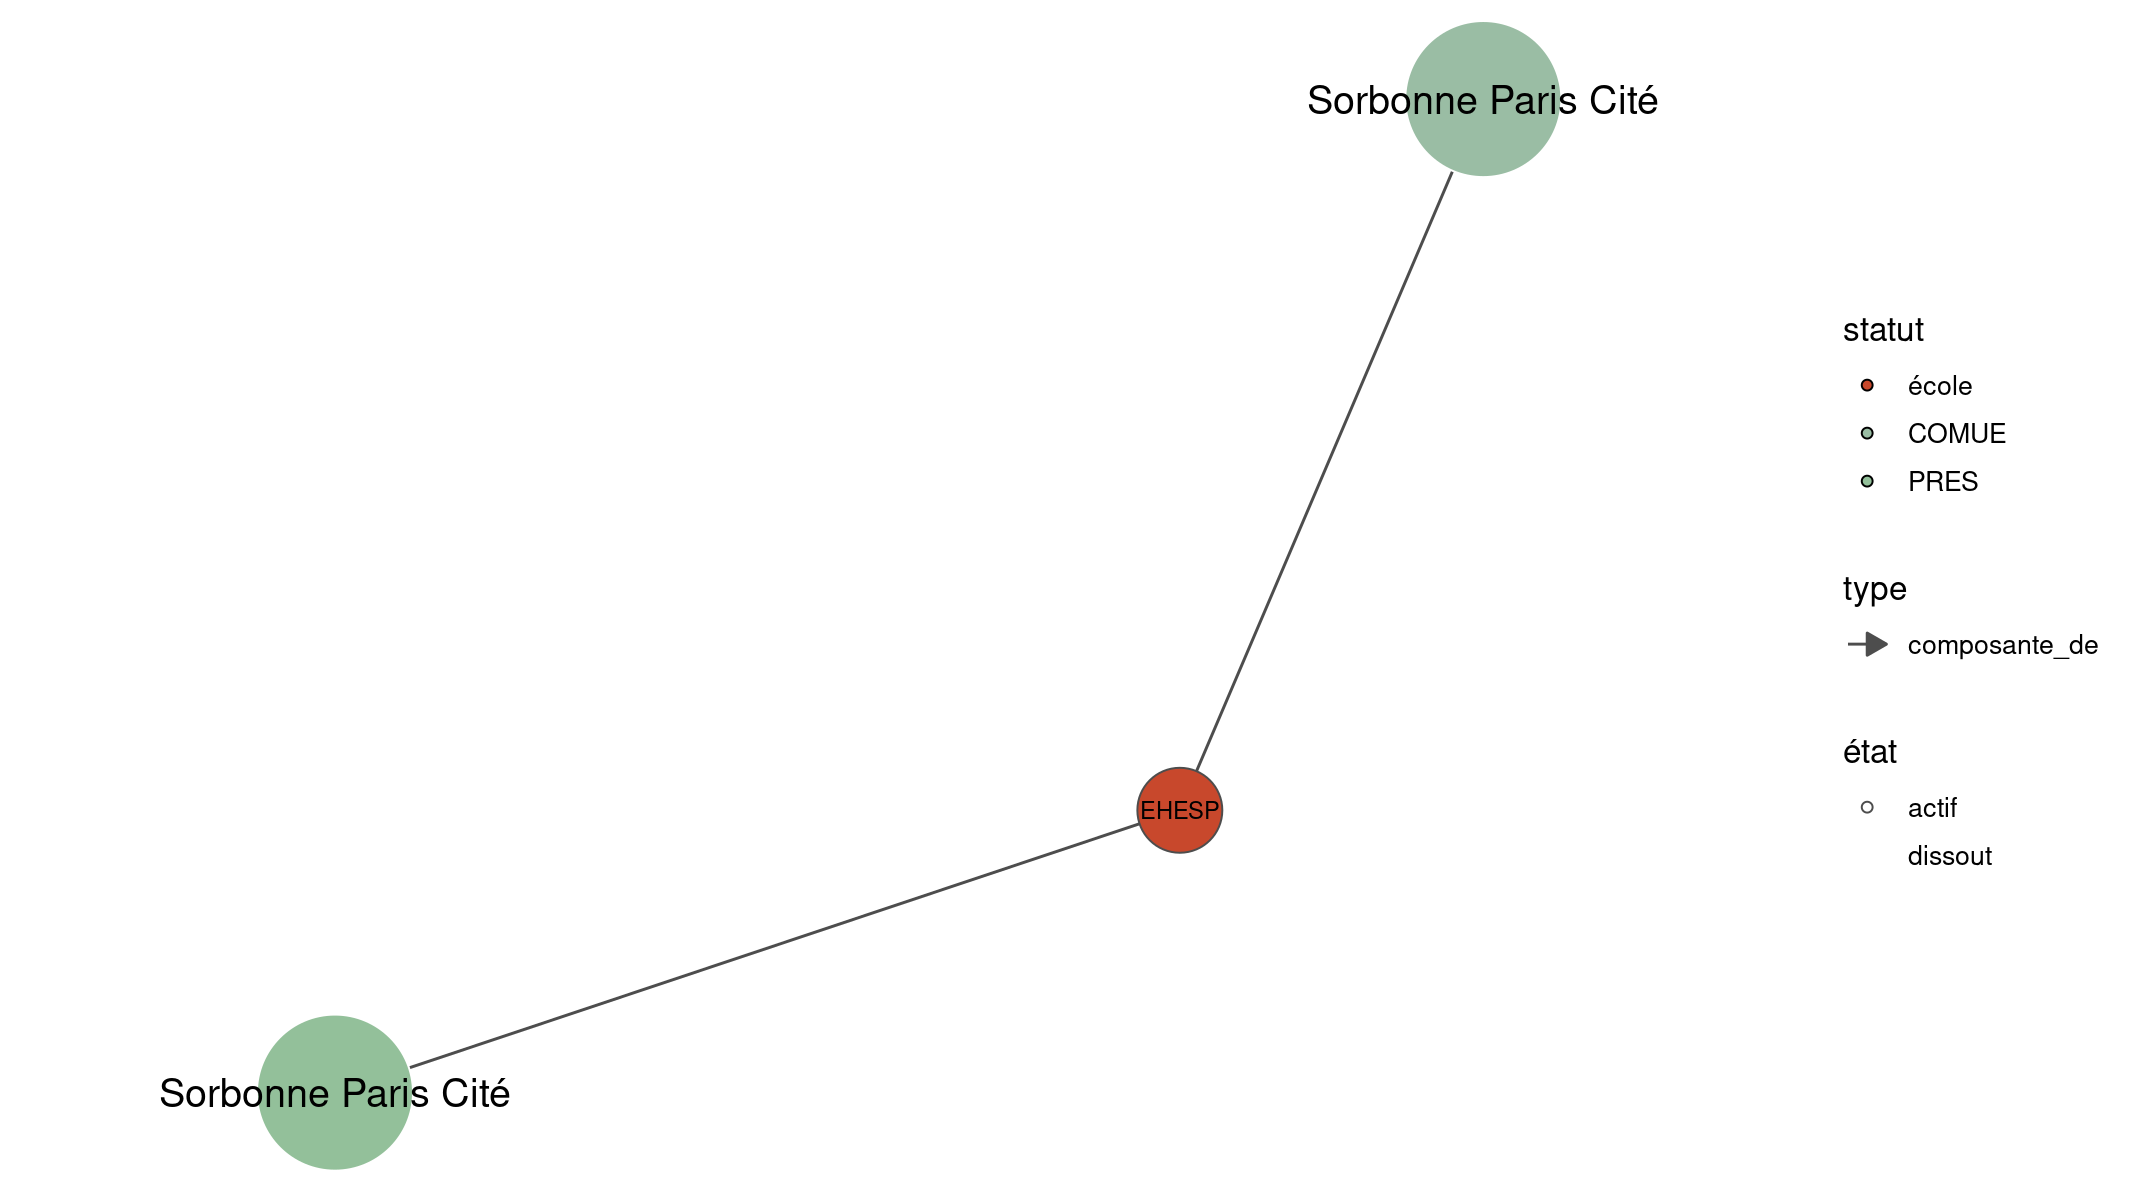 Sorbonne Paris Cité
statut
école
COMUE
PRES
type
composante_de
état
actif
dissout
EHESP
Sorbonne Paris Cité